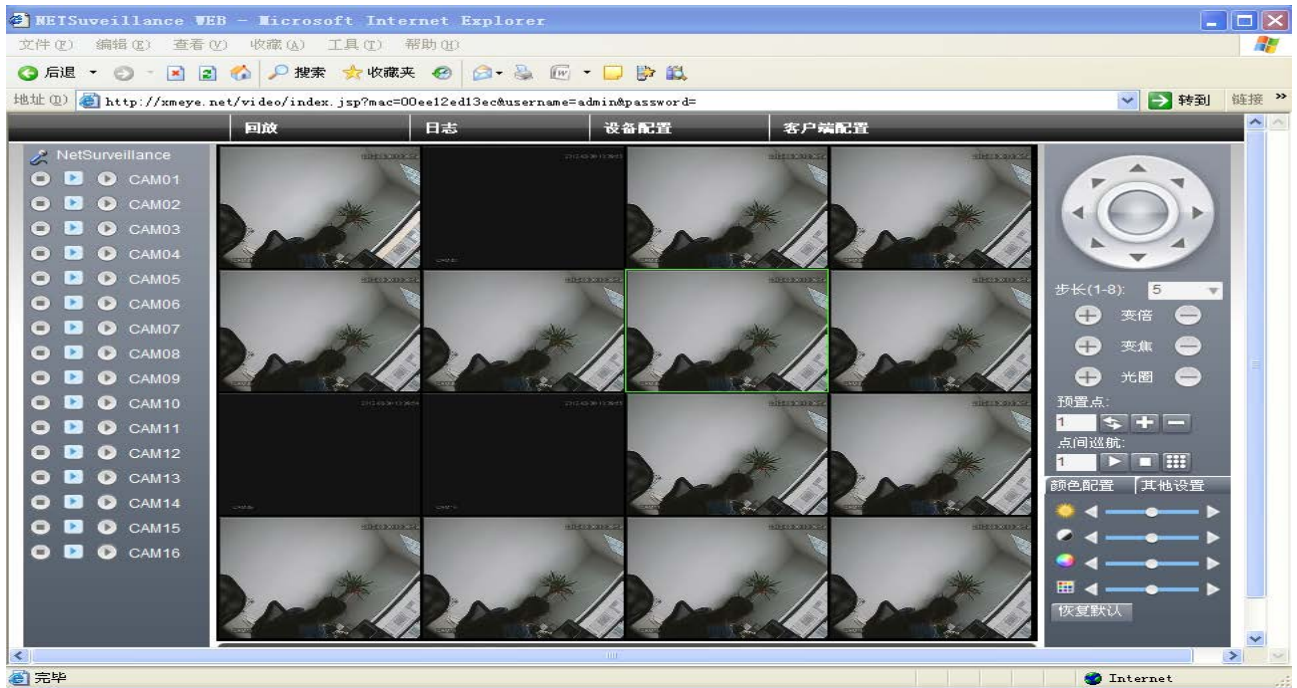 NETSuveillance WEB - Microsoft Internet Explorer
文件(F) 编辑(E) 查看(V) 收藏(A) 工具(T) 帮助(H)
后退 搜索 收藏夹
地址(D) http://xmeye.net/video/index.jsp?mac=00ee12ed13ec&username=admin&password= 转到 链接 »
回放 日志 设备配置 客户端配置
NetSurveillance
CAM01
CAM02
CAM03
CAM04
CAM05
CAM06
CAM07
CAM08
CAM09
CAM10
CAM11
CAM12
CAM13
CAM14
CAM15
CAM16
步长(1-8): 5
变倍
变焦
光圈
预置点:
1
点间巡航:
1
颜色配置 其他设置
恢复默认
完毕 Internet